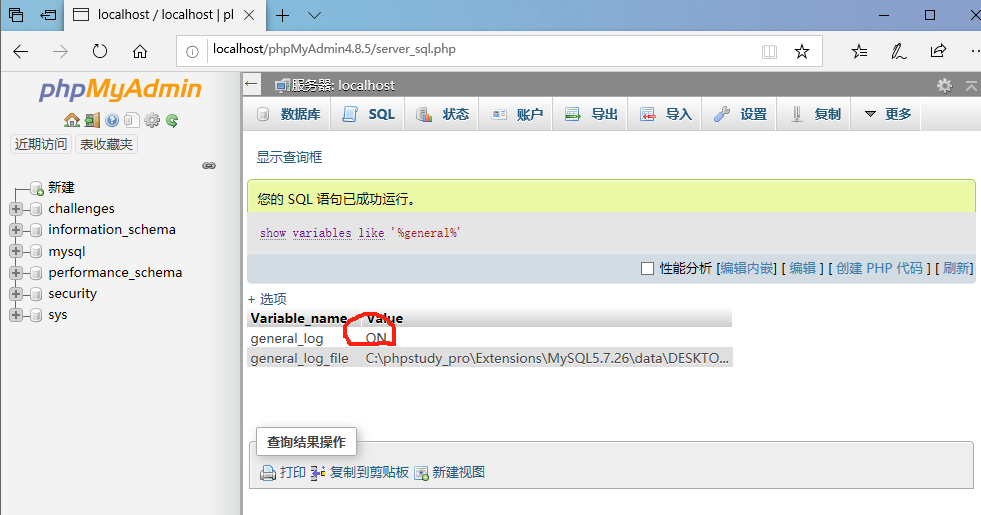 localhost / localhost | pl
localhost/phpMyAdmin4.8.5/server_sql.php
phpMyAdmin
近期访问 表收藏夹
新建
challenges
information_schema
mysql
performance_schema
security
sys
服务器: localhost
数据库 SQL 状态 账户 导出 导入 设置 复制 更多
显示查询框
您的 SQL 语句已成功运行。
show variables like '%general%'
性能分析 [编辑内嵌] [ 编辑 ] [ 创建 PHP 代码 ] [ 刷新]
+ 选项
Variable_name Value
general_log ON
general_log_file C:\phpstudy_pro\Extensions\MySQL5.7.26\data\DESKTO...
查询结果操作
打印 复制到剪贴板 新建视图